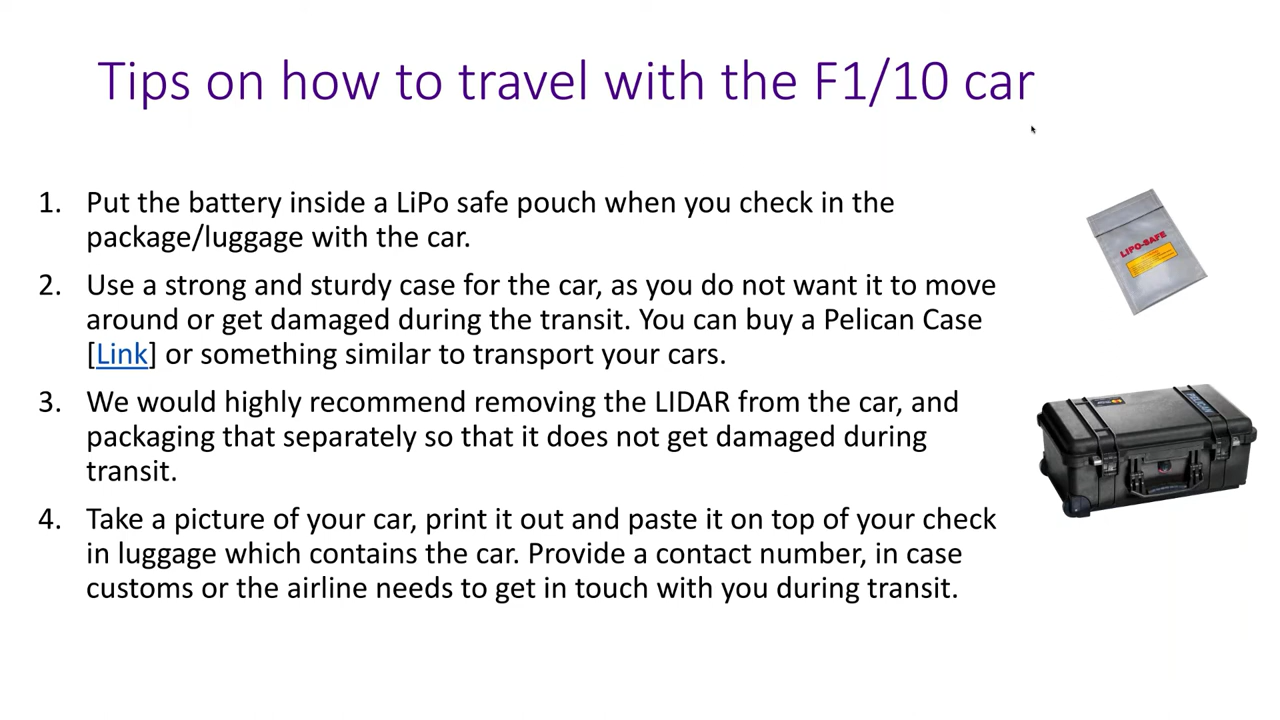 Tips on how to travel with the F1/10 car
1. Put the battery inside a LiPo safe pouch when you check in the
package/luggage with the car.
2. Use a strong and sturdy case for the car, as you do not want it to move
around or get damaged during the transit. You can buy a Pelican Case
[Link] or something similar to transport your cars.
3. We would highly recommend removing the LIDAR from the car, and
packaging that separately so that it does not get damaged during
transit.
4. Take a picture of your car, print it out and paste it on top of your check
in luggage which contains the car. Provide a contact number, in case
customs or the airline needs to get in touch with you during transit.
LIPO-SAFE
PELICAN